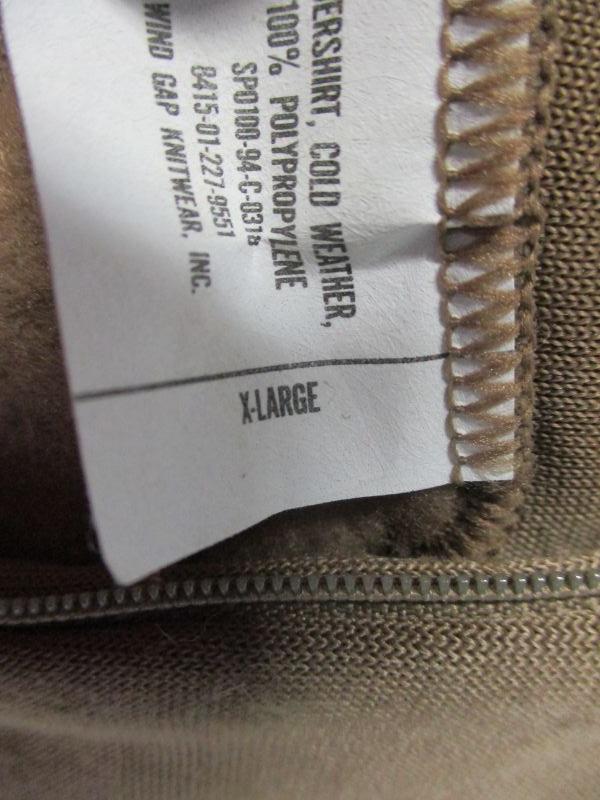 ERSHIRT, COLD WEATHER,
100% POLYPROPYLENE
SPO100-94-C-0318
8415-01-227-9551
WIND GAP KNITWEAR, INC.
X-LARGE